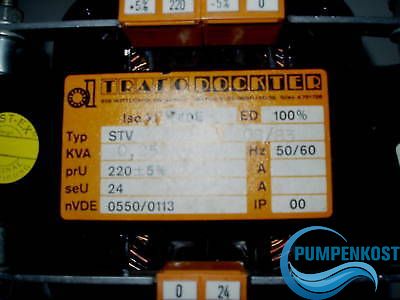 +5% 220 -5% 0
TRAFO DOCKTER
ED 100%
Typ STV
KVA Hz 50/60
prU 220 ± 5% A
seU 24 A
nVDE 0550/0113 IP 00
0 24
PUMPENKOST